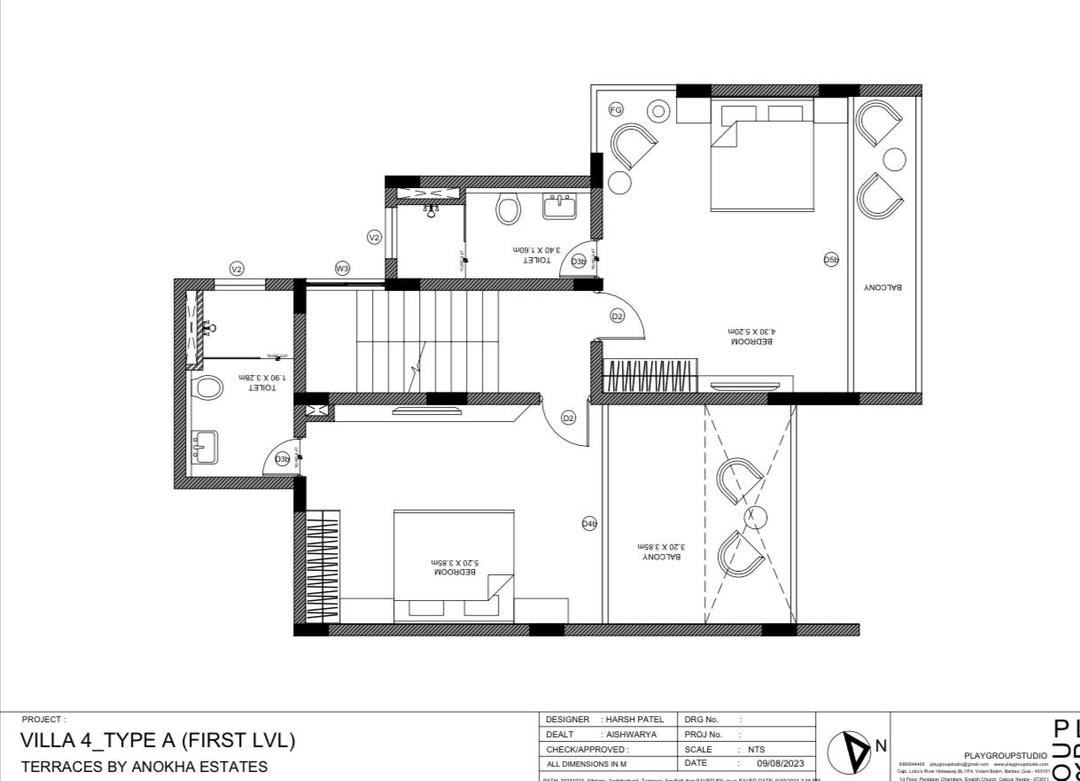 FG
V2
TOILET
3.40 X 1.60m
D3b
D5b
BALCONY
V2
W3
D2
BEDROOM
4.30 X 5.20m
TOILET
1.90 X 3.28m
D2
D3b
D4b
BALCONY
3.20 X 3.85m
BEDROOM
5.20 X 3.85m
PROJECT :
VILLA 4_TYPE A (FIRST LVL)
TERRACES BY ANOKHA ESTATES
DESIGNER : HARSH PATEL
DEALT : AISHWARYA
CHECK/APPROVED :
ALL DIMENSIONS IN M
DRG No. :
PROJ No. :
SCALE : NTS
DATE : 09/08/2023
N
PLAYGROUPSTUDIO